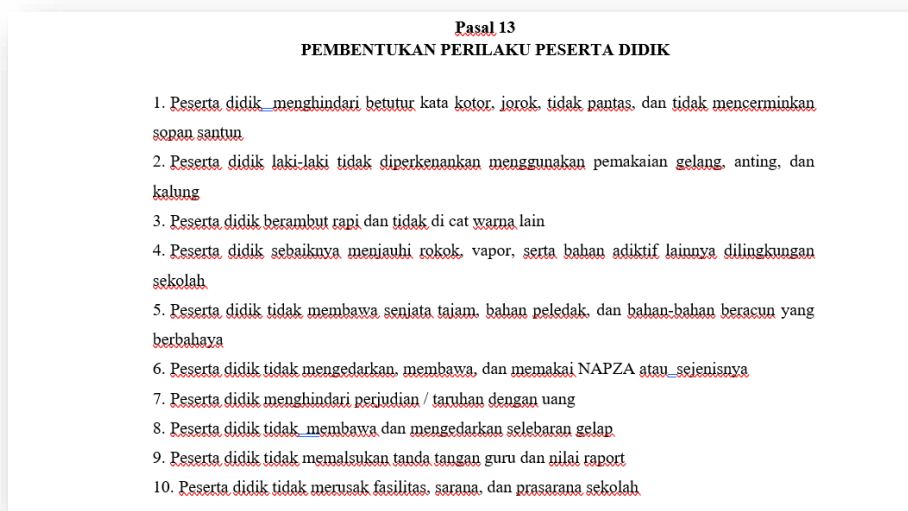 Pasal 13
PEMBENTUKAN PERILAKU PESERTA DIDIK
1. Peserta didik menghindari betutur kata kotor, jorok, tidak pantas, dan tidak mencerminkan
sopan santun
2. Peserta didik laki-laki tidak diperkenankan menggunakan pemakaian gelang, anting, dan
kalung
3. Peserta didik berambut rapi dan tidak di cat warna lain
4. Peserta didik sebaiknya menjauhi rokok, vapor, serta bahan adiktif lainnya dilingkungan
sekolah
5. Peserta didik tidak membawa senjata tajam, bahan peledak, dan bahan-bahan beracun yang
berbahaya
6. Peserta didik tidak mengedarkan, membawa, dan memakai NAPZA atau sejenisnya
7. Peserta didik menghindari perjudian / taruhan dengan uang
8. Peserta didik tidak membawa dan mengedarkan selebaran gelap
9. Peserta didik tidak memalsukan tanda tangan guru dan nilai raport
10. Peserta didik tidak merusak fasilitas, sarana, dan prasarana sekolah